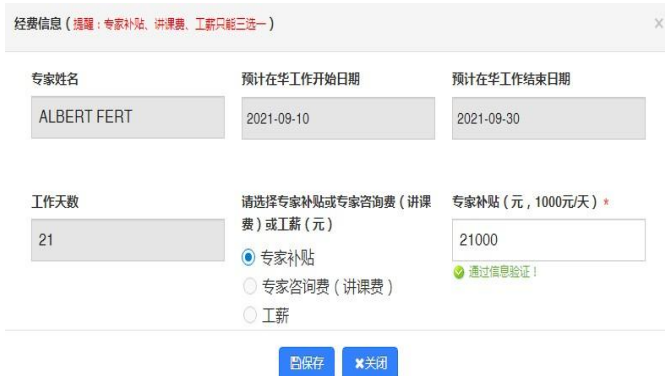 经费信息（提醒：专家补贴、讲课费、工薪只能三选一）
×
专家姓名
预计在华工作开始日期
预计在华工作结束日期
ALBERT FERT
2021-09-10
2021-09-30
工作天数
请选择专家补贴或专家咨询费（讲课
费）或工薪（元）
专家补贴（元，1000元/天）*
21
专家补贴
21000
专家咨询费（讲课费）
通过信息验证！
工薪
保存
×关闭